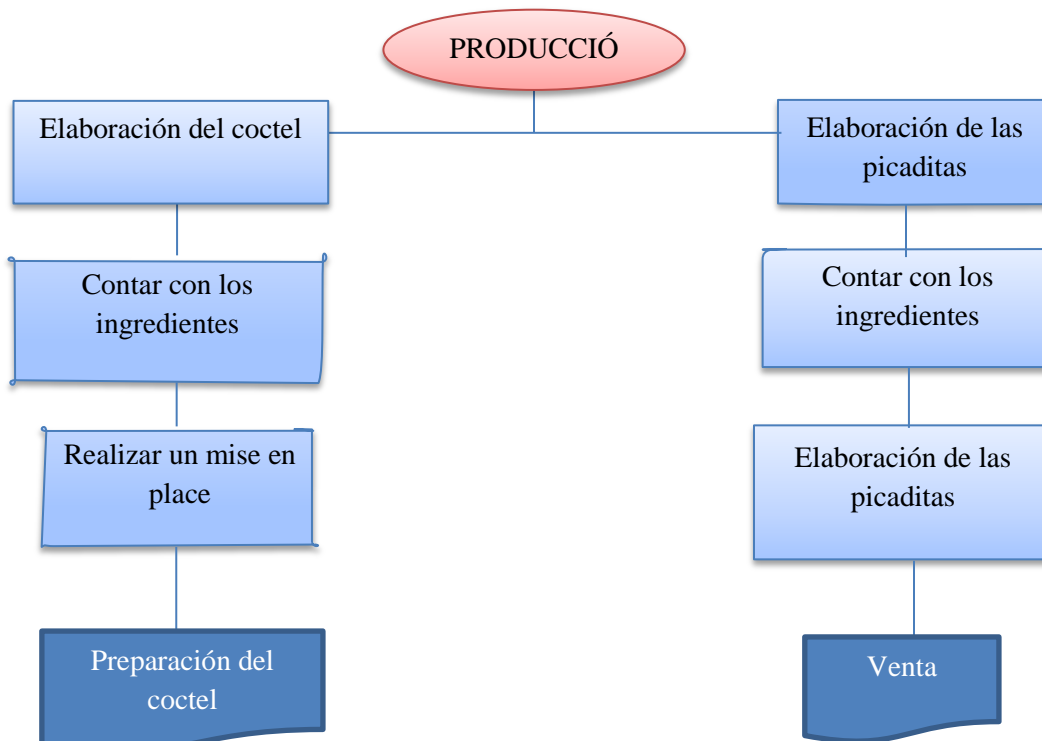 PRODUCCIÓ
Elaboración del coctel
Elaboración de las
picaditas
Contar con los
ingredientes
Contar con los
ingredientes
Realizar un mise en
place
Elaboración de las
picaditas
Preparación del
coctel
Venta